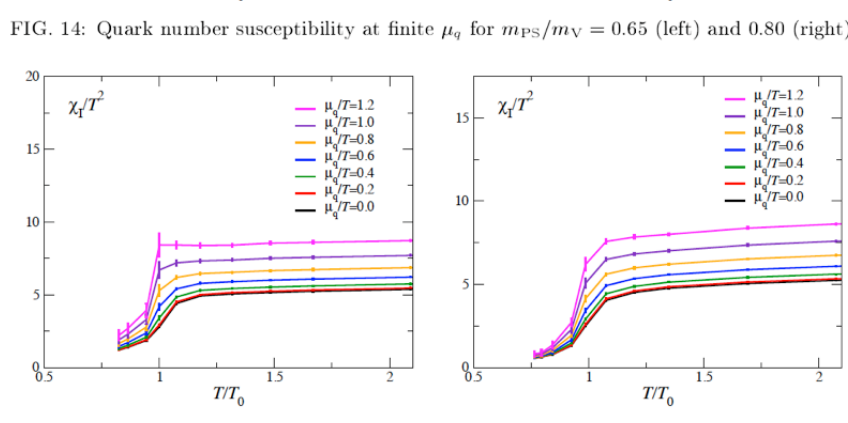 FIG. 14: Quark number susceptibility at finite μq for mPS/mV = 0.65 (left) and 0.80 (right)
20
15
10
5
0
χI/T²
μq/T=1.2
μq/T=1.0
μq/T=0.8
μq/T=0.6
μq/T=0.4
μq/T=0.2
μq/T=0.0
0.5
1
1.5
2
T/T0
15
10
5
0
χI/T²
μq/T=1.2
μq/T=1.0
μq/T=0.8
μq/T=0.6
μq/T=0.4
μq/T=0.2
μq/T=0.0
0.5
1
1.5
2
T/T0